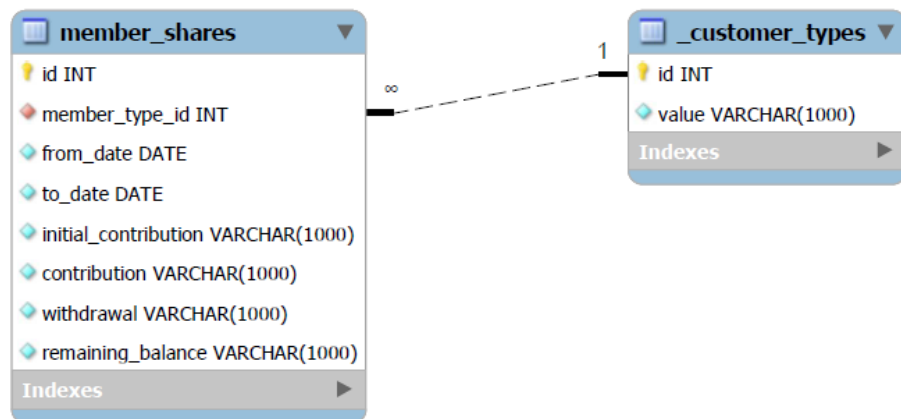 member_shares
id INT
member_type_id INT
from_date DATE
to_date DATE
initial_contribution VARCHAR(1000)
contribution VARCHAR(1000)
withdrawal VARCHAR(1000)
remaining_balance VARCHAR(1000)
Indexes
∞
1
_customer_types
id INT
value VARCHAR(1000)
Indexes